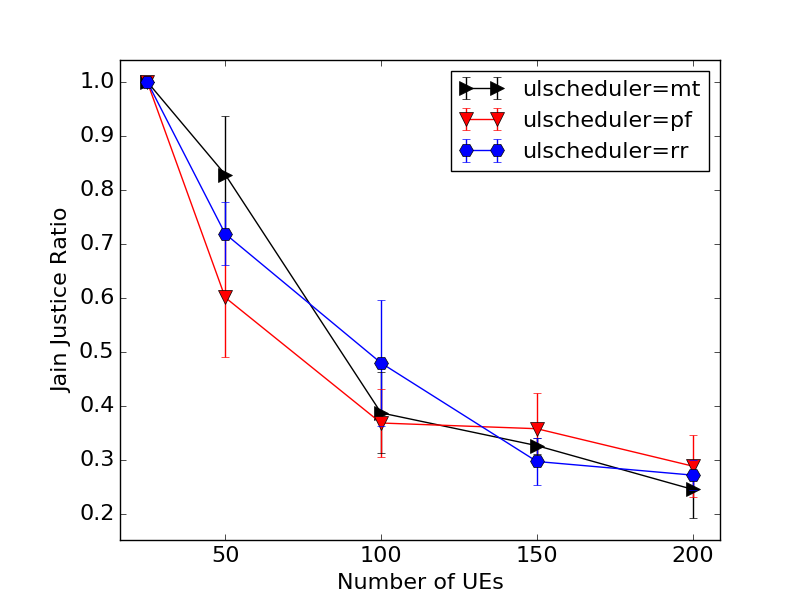 1.0
0.9
0.8
0.7
0.6
0.5
0.4
0.3
0.2
Jain Justice Ratio
ulscheduler=mt
ulscheduler=pf
ulscheduler=rr
50
100
150
200
Number of UEs